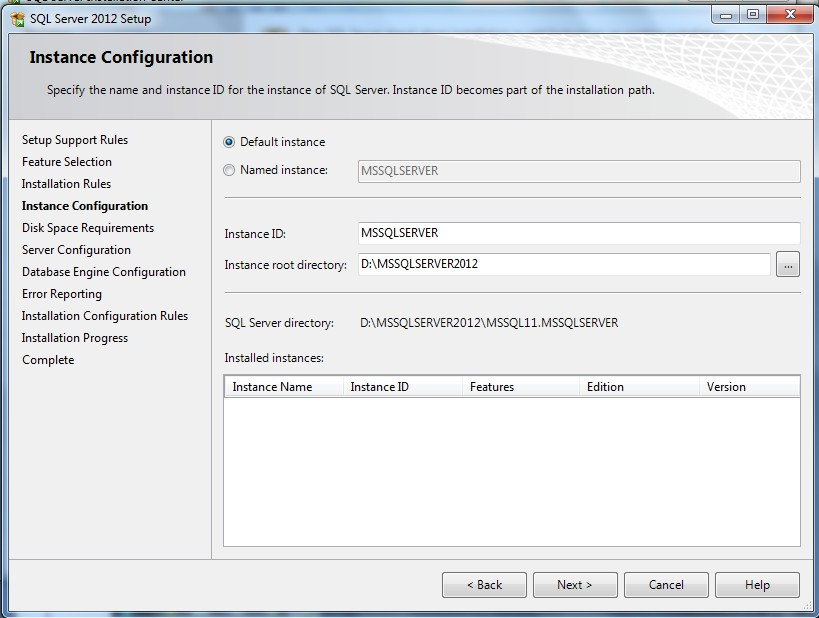 SQL Server 2012 Setup
Instance Configuration
Specify the name and instance ID for the instance of SQL Server. Instance ID becomes part of the installation path.
Setup Support Rules
Feature Selection
Installation Rules
Instance Configuration
Disk Space Requirements
Server Configuration
Database Engine Configuration
Error Reporting
Installation Configuration Rules
Installation Progress
Complete
Default instance
Named instance: MSSQLSERVER
Instance ID: MSSQLSERVER
Instance root directory: D:\MSSQLSERVER2012 ...
SQL Server directory: D:\MSSQLSERVER2012\MSSQL11.MSSQLSERVER
Installed instances:
Instance Name Instance ID Features Edition Version
< Back Next > Cancel Help